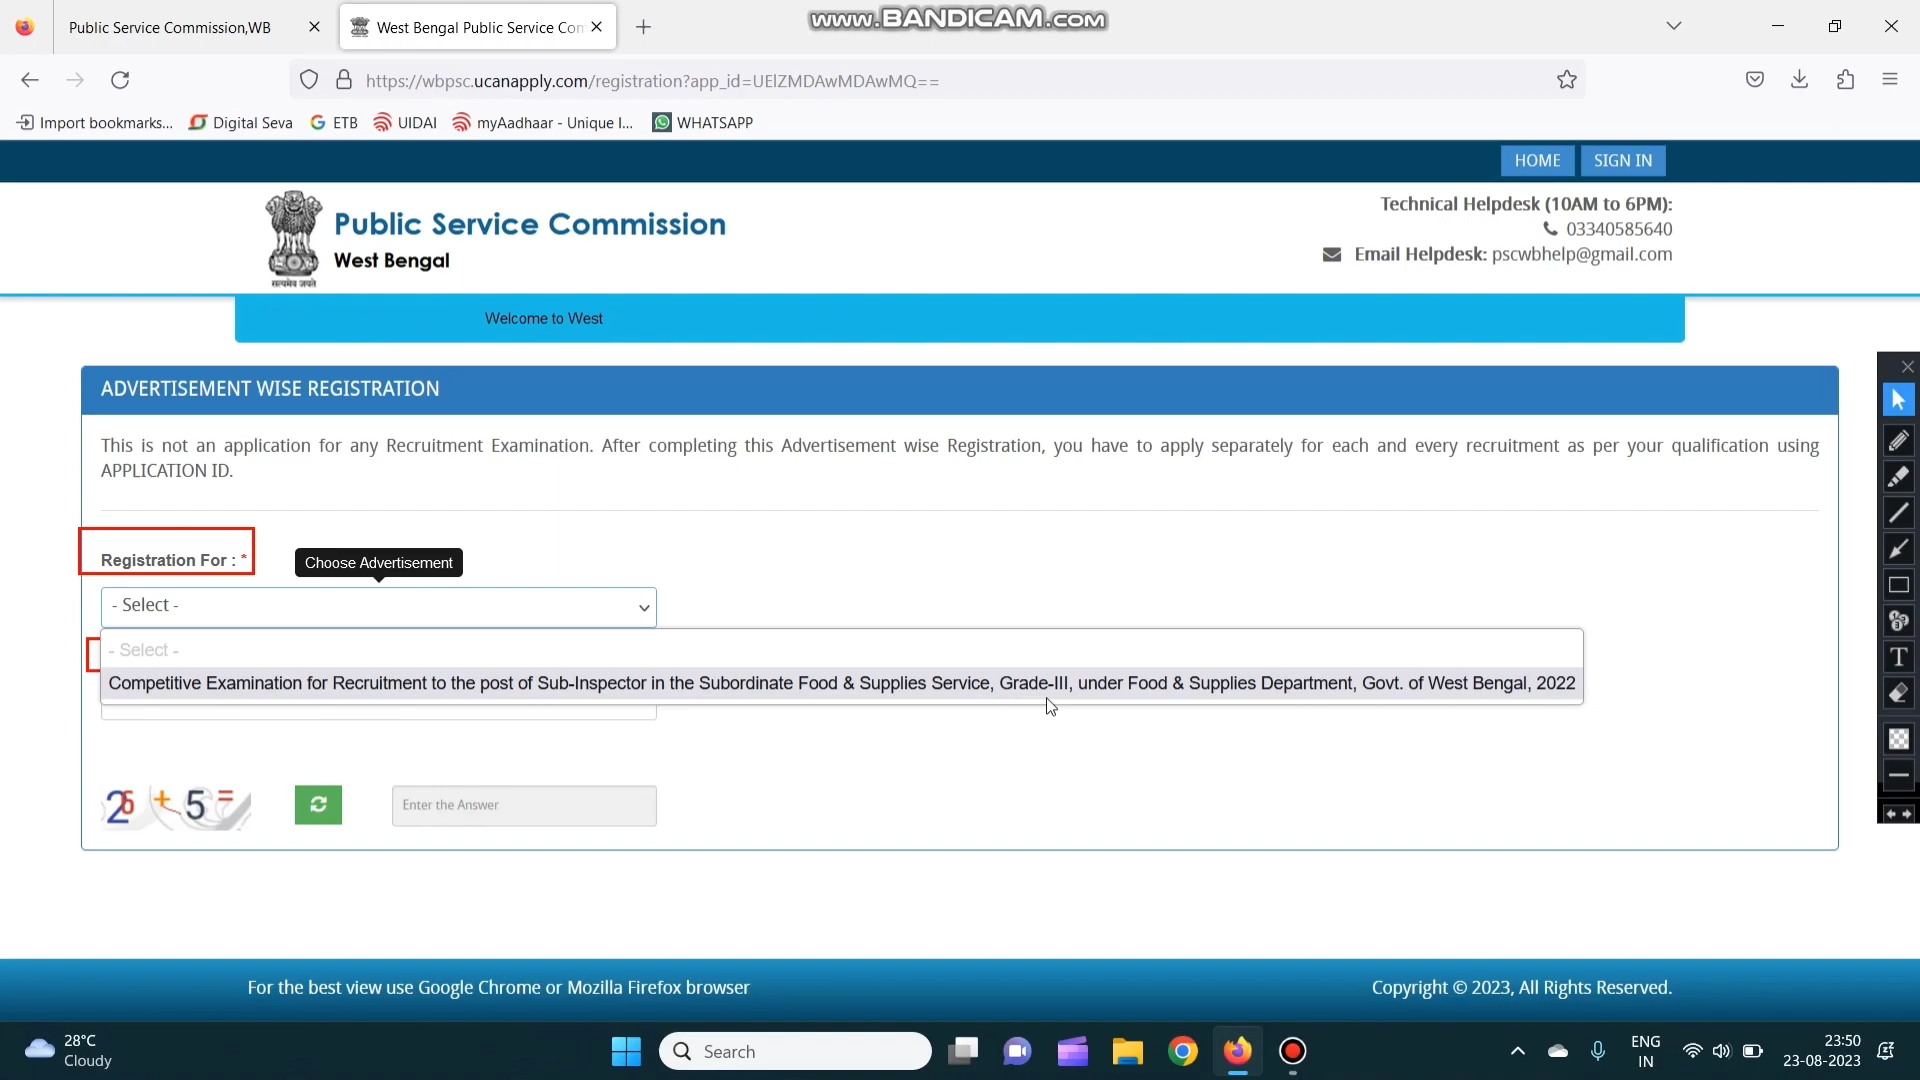 Public Service Commission,WB
West Bengal Public Service Con
www.BANDICAM.com
https://wbpsc.ucanapply.com/registration?app_id=UElZMDAwMDAwMQ==
Import bookmarks...
Digital Seva
ETB
UIDAI
myAadhaar - Unique I...
WHATSAPP
HOME
SIGN IN
Public Service Commission
West Bengal
सत्यमेव जयते
Technical Helpdesk (10AM to 6PM):
03340585640
Email Helpdesk: pscwbhelp@gmail.com
Welcome to West
ADVERTISEMENT WISE REGISTRATION
This is not an application for any Recruitment Examination. After completing this Advertisement wise Registration, you have to apply separately for each and every recruitment as per your qualification using
APPLICATION ID.
Registration For : *
Choose Advertisement
- Select -
- Select -
Competitive Examination for Recruitment to the post of Sub-Inspector in the Subordinate Food & Supplies Service, Grade-III, under Food & Supplies Department, Govt. of West Bengal, 2022
26 + 5 =
Enter the Answer
For the best view use Google Chrome or Mozilla Firefox browser
Copyright © 2023, All Rights Reserved.
28°C
Cloudy
Search
ENG
IN
23:50
23-08-2023